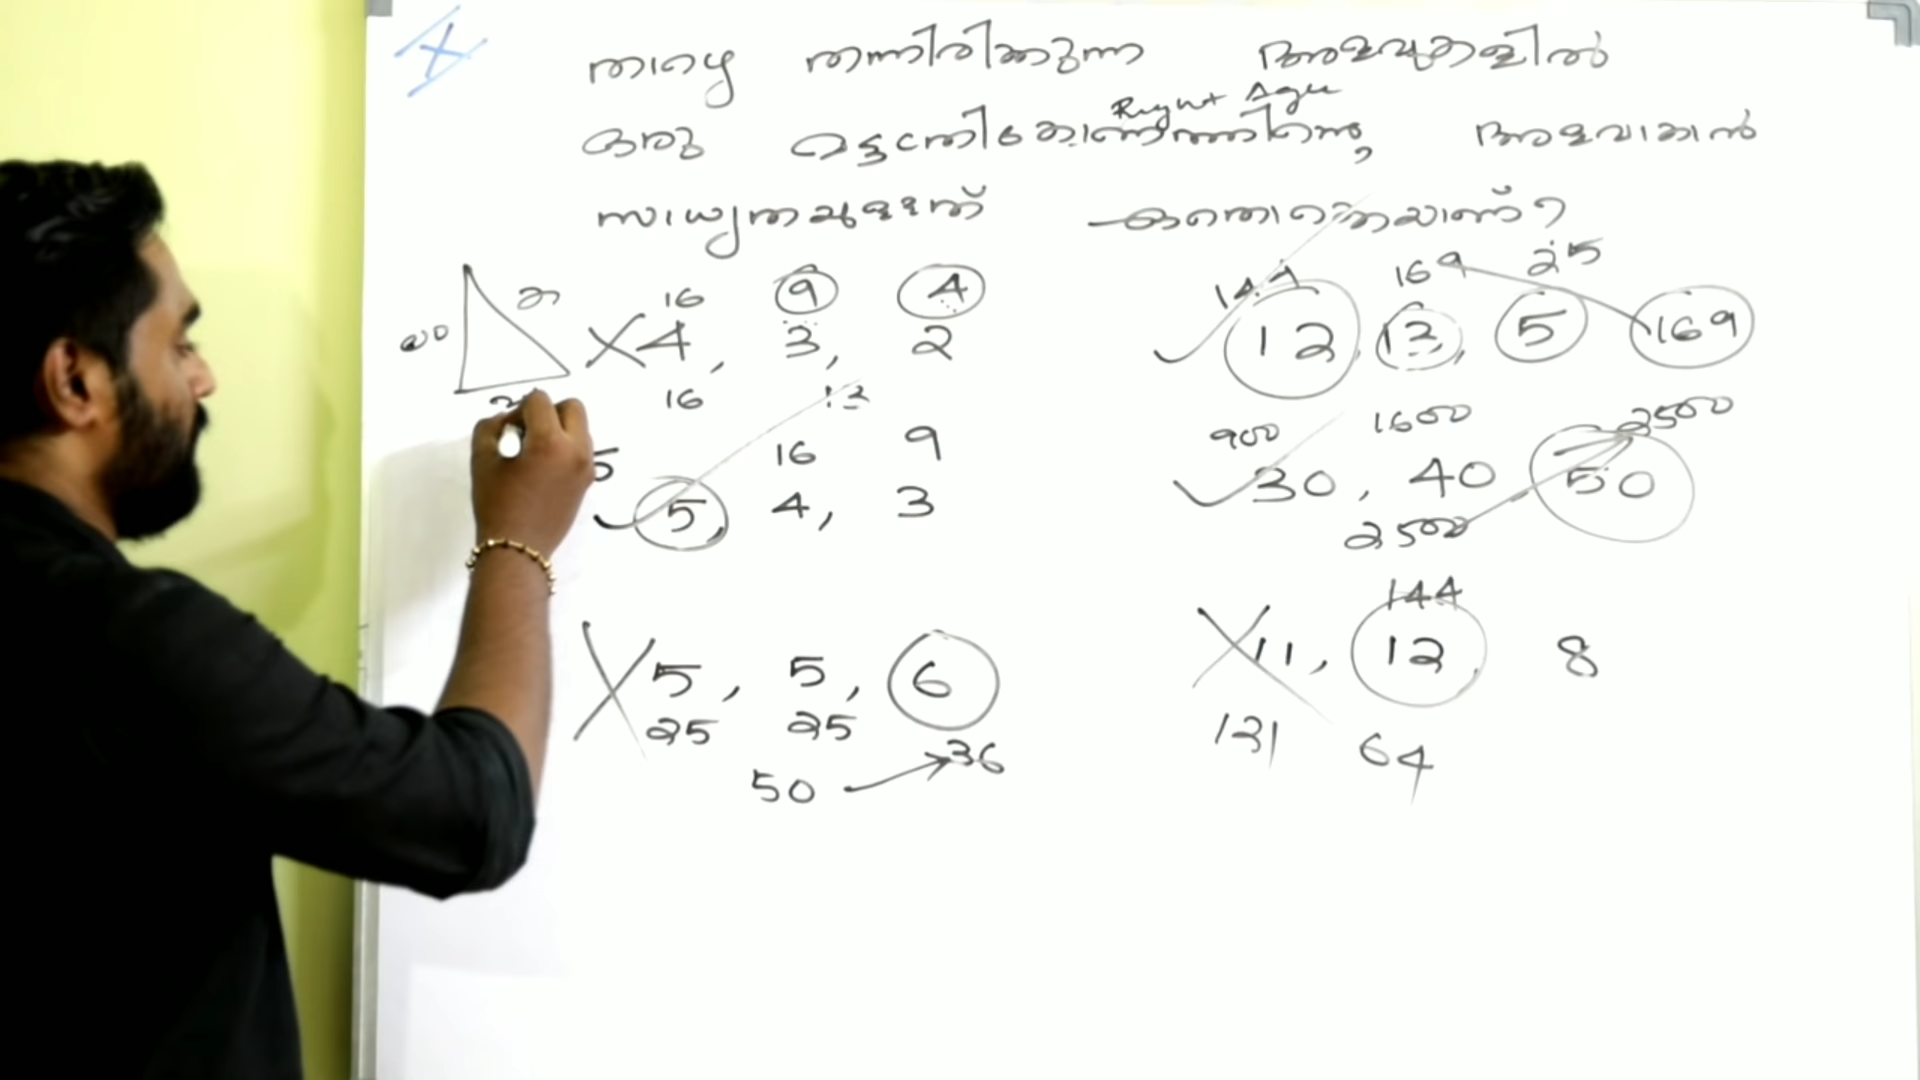 X
താഴെ തന്നിരിക്കുന്ന അളവുകളിൽ
Right Agle
ഒരു മട്ടത്രികോണത്തിന്റെ അളവാകാൻ
സാധ്യതയുള്ളത് ഏതൊക്കെയാണ്?
16 9 4
4, 3, 2
16 13
16 9
5, 4, 3
5, 5, 6
25 25 36
50
144 169 25
12, 13, 5 169
900 1600 2500
30, 40 50
2500
144
11, 12, 8
121 64